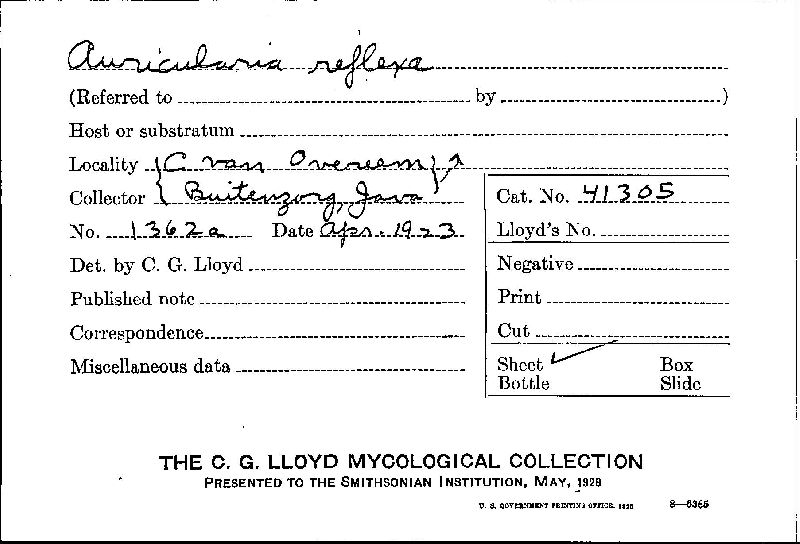 Auricularia reflexa
(Referred to by )
Host or substratum
Locality { C van Overeem }
Collector { Buitenzorg, Java
Cat. No. 41305
No. 1362a Date Apr. 1923
Lloyd's No.
Det. by C. G. Lloyd
Negative
Published note
Print
Correspondence
Cut
Miscellaneous data
Sheet ✓ Box
Bottle Slide
THE C. G. LLOYD MYCOLOGICAL COLLECTION
PRESENTED TO THE SMITHSONIAN INSTITUTION, MAY, 1928
U. S. GOVERNMENT PRINTING OFFICE. 8—6365